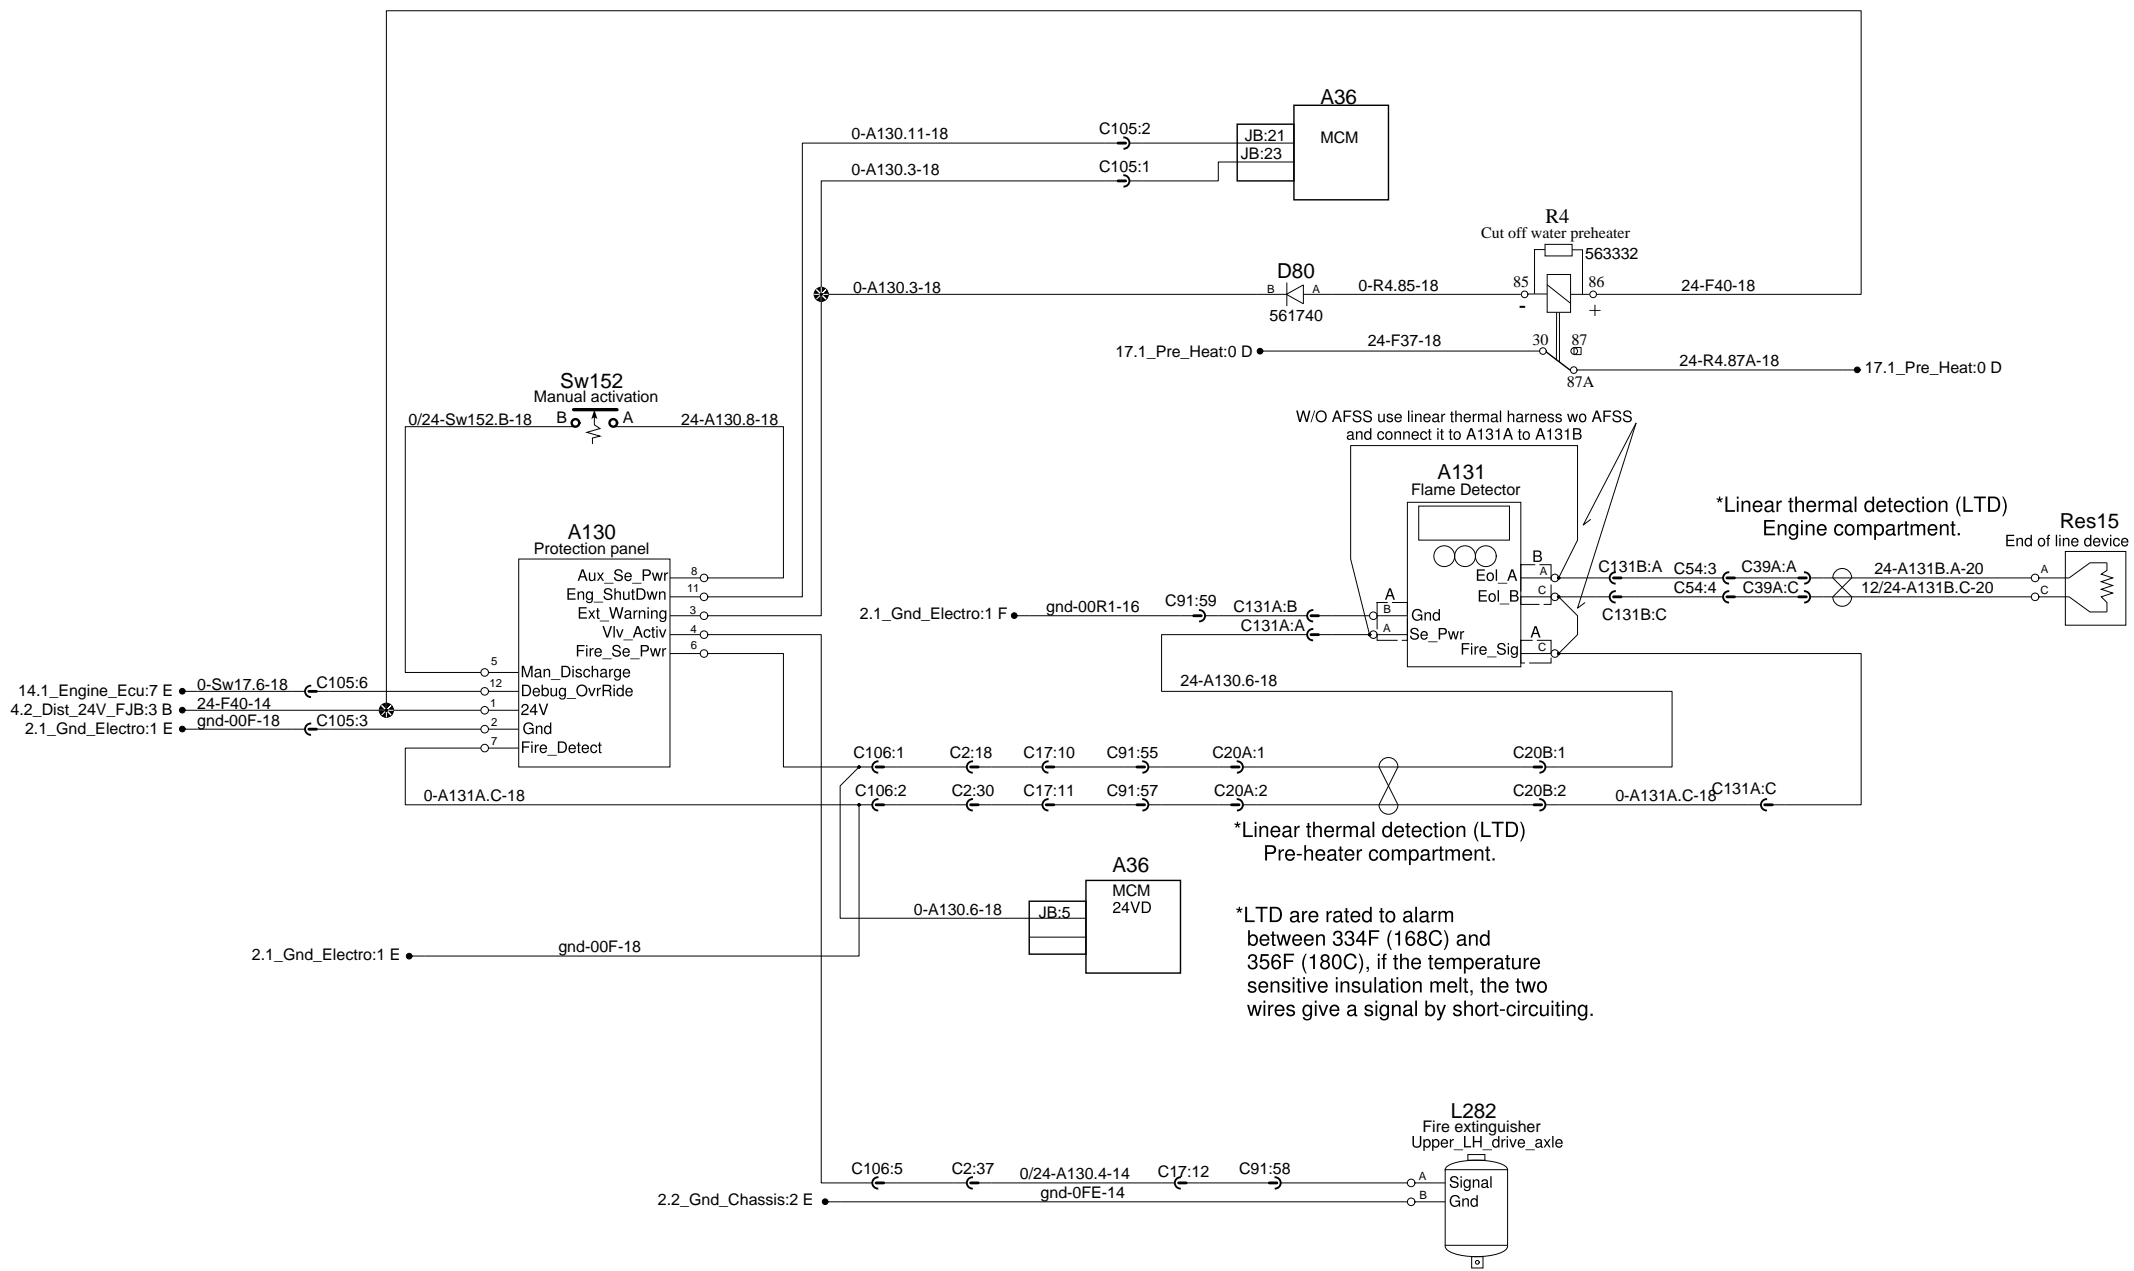 A36
MCM
0-A130.11-18
C105:2
JB:21
JB:23
0-A130.3-18
C105:1
R4
Cut off water preheater
563332
0-A130.3-18
D80
B
A
561740
0-R4.85-18
85
86
-
+
24-F40-18
17.1_Pre_Heat:0 D
24-F37-18
30
87
87A
24-R4.87A-18
17.1_Pre_Heat:0 D
Sw152
Manual activation
0/24-Sw152.B-18
B
A
24-A130.8-18
W/O AFSS use linear thermal harness wo AFSS
and connect it to A131A to A131B
A131
Flame Detector
*Linear thermal detection (LTD)
Engine compartment.
Res15
End of line device
A130
Protection panel
Aux_Se_Pwr
8
Eng_ShutDwn
11
Ext_Warning
3
Vlv_Activ
4
Fire_Se_Pwr
6
5
Man_Discharge
12
Debug_OvrRide
1
24V
2
Gnd
7
Fire_Detect
14.1_Engine_Ecu:7 E
0-Sw17.6-18
C105:6
4.2_Dist_24V_FJB:3 B
24-F40-14
2.1_Gnd_Electro:1 E
gnd-00F-18
C105:3
2.1_Gnd_Electro:1 F
gnd-00R1-16
C91:59
C131A:B
C131A:A
A
B
A
Gnd
Se_Pwr
Eol_A
Eol_B
Fire_Sig
B
A
C
A
C
C131B:A
C54:3
C39A:A
24-A131B.A-20
A
C131B:C
C54:4
C39A:C
12/24-A131B.C-20
C
24-A130.6-18
C106:1
C2:18
C17:10
C91:55
C20A:1
C20B:1
0-A131A.C-18
C106:2
C2:30
C17:11
C91:57
C20A:2
C20B:2
0-A131A.C-18
C131A:C
*Linear thermal detection (LTD)
Pre-heater compartment.
A36
MCM
24VD
0-A130.6-18
JB:5
2.1_Gnd_Electro:1 E
gnd-00F-18
*LTD are rated to alarm
between 334F (168C) and
356F (180C), if the temperature
sensitive insulation melt, the two
wires give a signal by short-circuiting.
L282
Fire extinguisher
Upper_LH_drive_axle
C106:5
C2:37
0/24-A130.4-14
C17:12
C91:58
A
Signal
2.2_Gnd_Chassis:2 E
gnd-0FE-14
B
Gnd